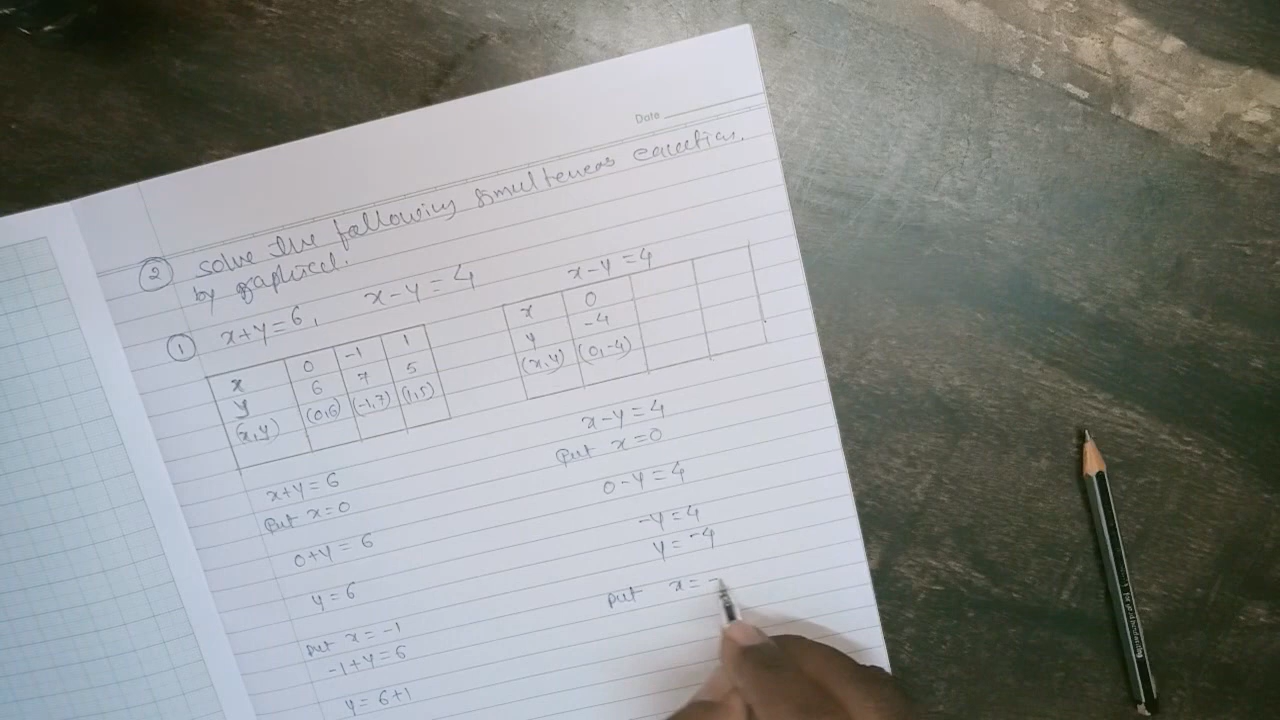 Date
② Solve the following simulteneos equation.
by graphical.
① x+y=6, x-y=4
x 0 -1 1
y 6 7 5
(x,y) (0,6) (-1,7) (1,5)
x+y=6
Put x=0
0+y=6
y=6
Put x=-1
-1+y=6
y=6+1
x-y=4
x 0
y -4
(x,y) (0,-4)
x-y=4
Put x=0
0-y=4
-y=4
y=-4
put x=-